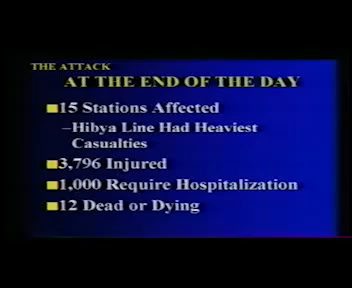 THE ATTACK
AT THE END OF THE DAY
15 Stations Affected
–Hibya Line Had Heaviest
Casualties
3,796 Injured
1,000 Require Hospitalization
12 Dead or Dying